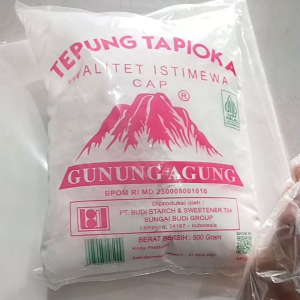 TEPUNG TAPIOKA
KWALITET ISTIMEWA
CAP ®
GUNUNG AGUNG
BPOM RI MD 230008001010
Diproduksi oleh :
PT. BUDI STARCH & SWEETENER Tbk
SUNGAI BUDI GROUP
Lampung, 34167 - Indonesia
BERAT BERSIH : 500 Gram